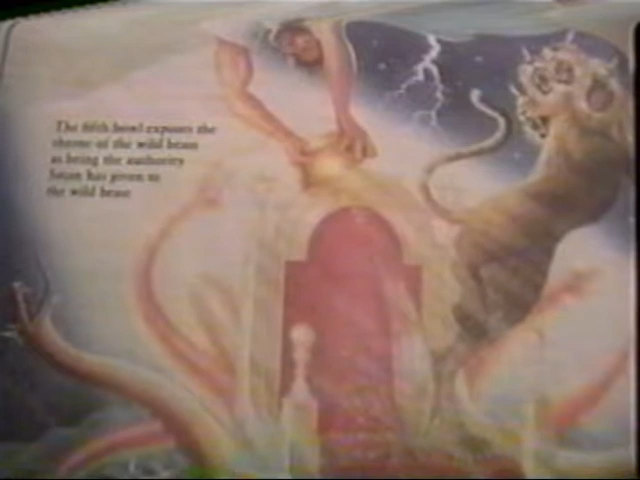 The fifth bowl exposes the
throne of the wild beast
as being the authority
Satan has given to
the wild beast